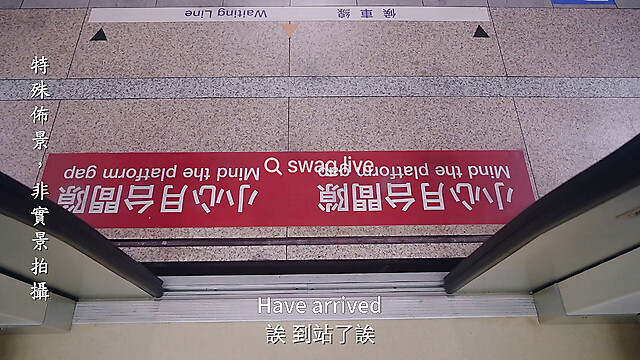 Waiting Line 候車線
特殊佈景，非實景拍攝
swag.live
Mind the platform gap
小心月台間隙
Mind the platform gap
小心月台間隙
Have arrived
誒 到站了誒